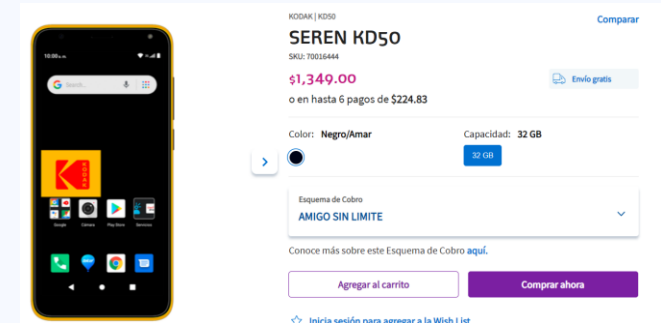 KODAK | KD50
Comparar
SEREN KD50
SKU: 70016444
$1,349.00
Envío gratis
o en hasta 6 pagos de $224.83
Color: Negro/Amar
Capacidad: 32 GB
32 GB
Esquema de Cobro
AMIGO SIN LIMITE
Conoce más sobre este Esquema de Cobro aquí.
Agregar al carrito
Comprar ahora
Inicia sesión para agregar a la Wish List
KODAK
Google
Cámara
Play Store